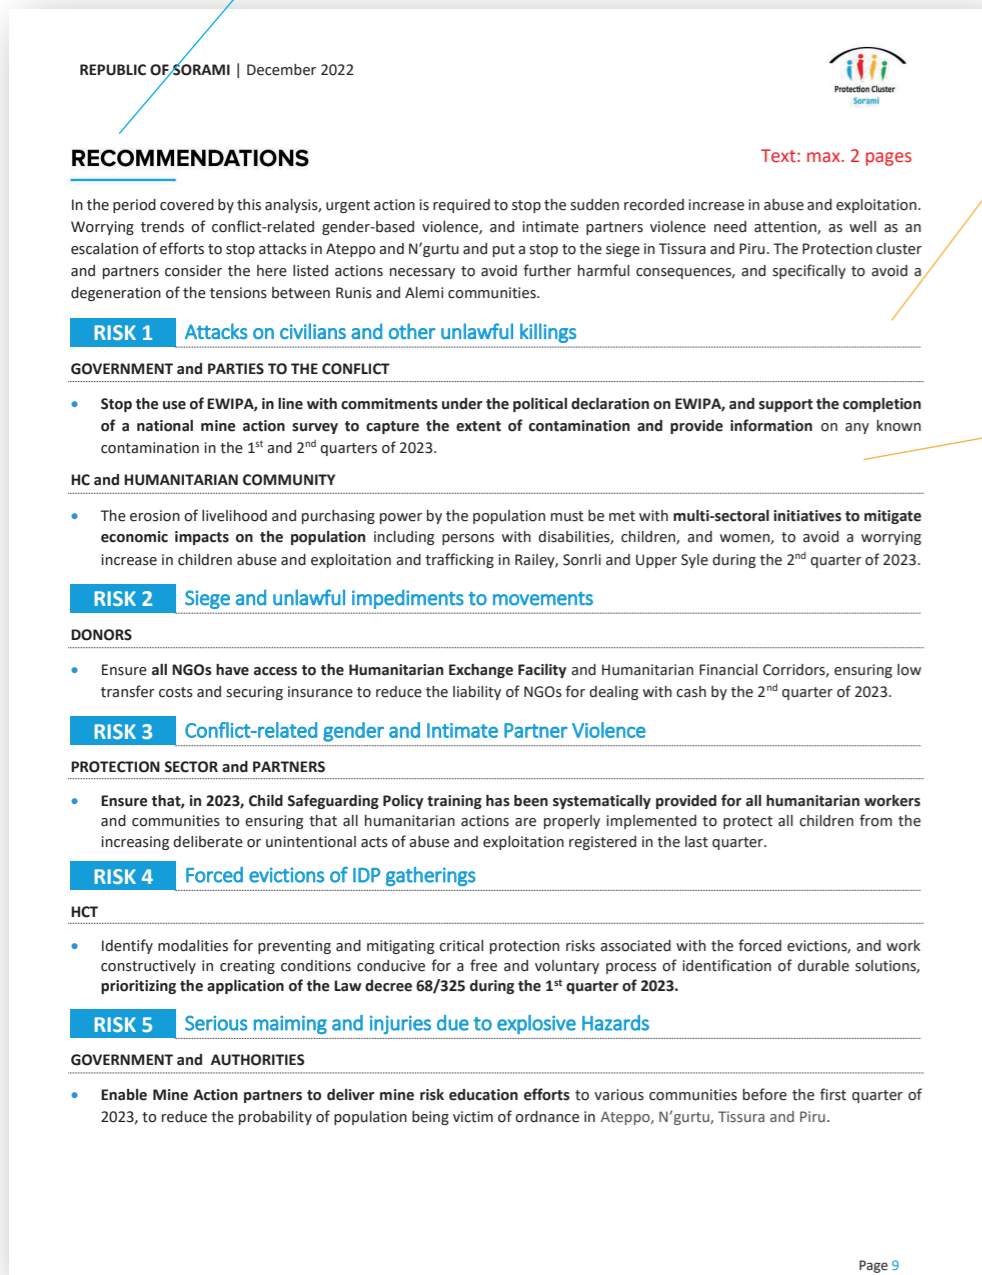 REPUBLIC OF SORAMI | December 2022
Protection Cluster
Sorami
RECOMMENDATIONS
Text: max. 2 pages
In the period covered by this analysis, urgent action is required to stop the sudden recorded increase in abuse and exploitation.
Worrying trends of conflict-related gender-based violence, and intimate partners violence need attention, as well as an
escalation of efforts to stop attacks in Ateppo and N’gurtu and put a stop to the siege in Tissura and Piru. The Protection cluster
and partners consider the here listed actions necessary to avoid further harmful consequences, and specifically to avoid a
degeneration of the tensions between Runis and Alemi communities.
RISK 1 Attacks on civilians and other unlawful killings
GOVERNMENT and PARTIES TO THE CONFLICT
• Stop the use of EWIPA, in line with commitments under the political declaration on EWIPA, and support the completion
of a national mine action survey to capture the extent of contamination and provide information on any known
contamination in the 1st and 2nd quarters of 2023.
HC and HUMANITARIAN COMMUNITY
• The erosion of livelihood and purchasing power by the population must be met with multi-sectoral initiatives to mitigate
economic impacts on the population including persons with disabilities, children, and women, to avoid a worrying
increase in children abuse and exploitation and trafficking in Railey, Sonrli and Upper Syle during the 2nd quarter of 2023.
RISK 2 Siege and unlawful impediments to movements
DONORS
• Ensure all NGOs have access to the Humanitarian Exchange Facility and Humanitarian Financial Corridors, ensuring low
transfer costs and securing insurance to reduce the liability of NGOs for dealing with cash by the 2nd quarter of 2023.
RISK 3 Conflict-related gender and Intimate Partner Violence
PROTECTION SECTOR and PARTNERS
• Ensure that, in 2023, Child Safeguarding Policy training has been systematically provided for all humanitarian workers
and communities to ensuring that all humanitarian actions are properly implemented to protect all children from the
increasing deliberate or unintentional acts of abuse and exploitation registered in the last quarter.
RISK 4 Forced evictions of IDP gatherings
HCT
• Identify modalities for preventing and mitigating critical protection risks associated with the forced evictions, and work
constructively in creating conditions conducive for a free and voluntary process of identification of durable solutions,
prioritizing the application of the Law decree 68/325 during the 1st quarter of 2023.
RISK 5 Serious maiming and injuries due to explosive Hazards
GOVERNMENT and AUTHORITIES
• Enable Mine Action partners to deliver mine risk education efforts to various communities before the first quarter of
2023, to reduce the probability of population being victim of ordnance in Ateppo, N’gurtu, Tissura and Piru.
Page 9